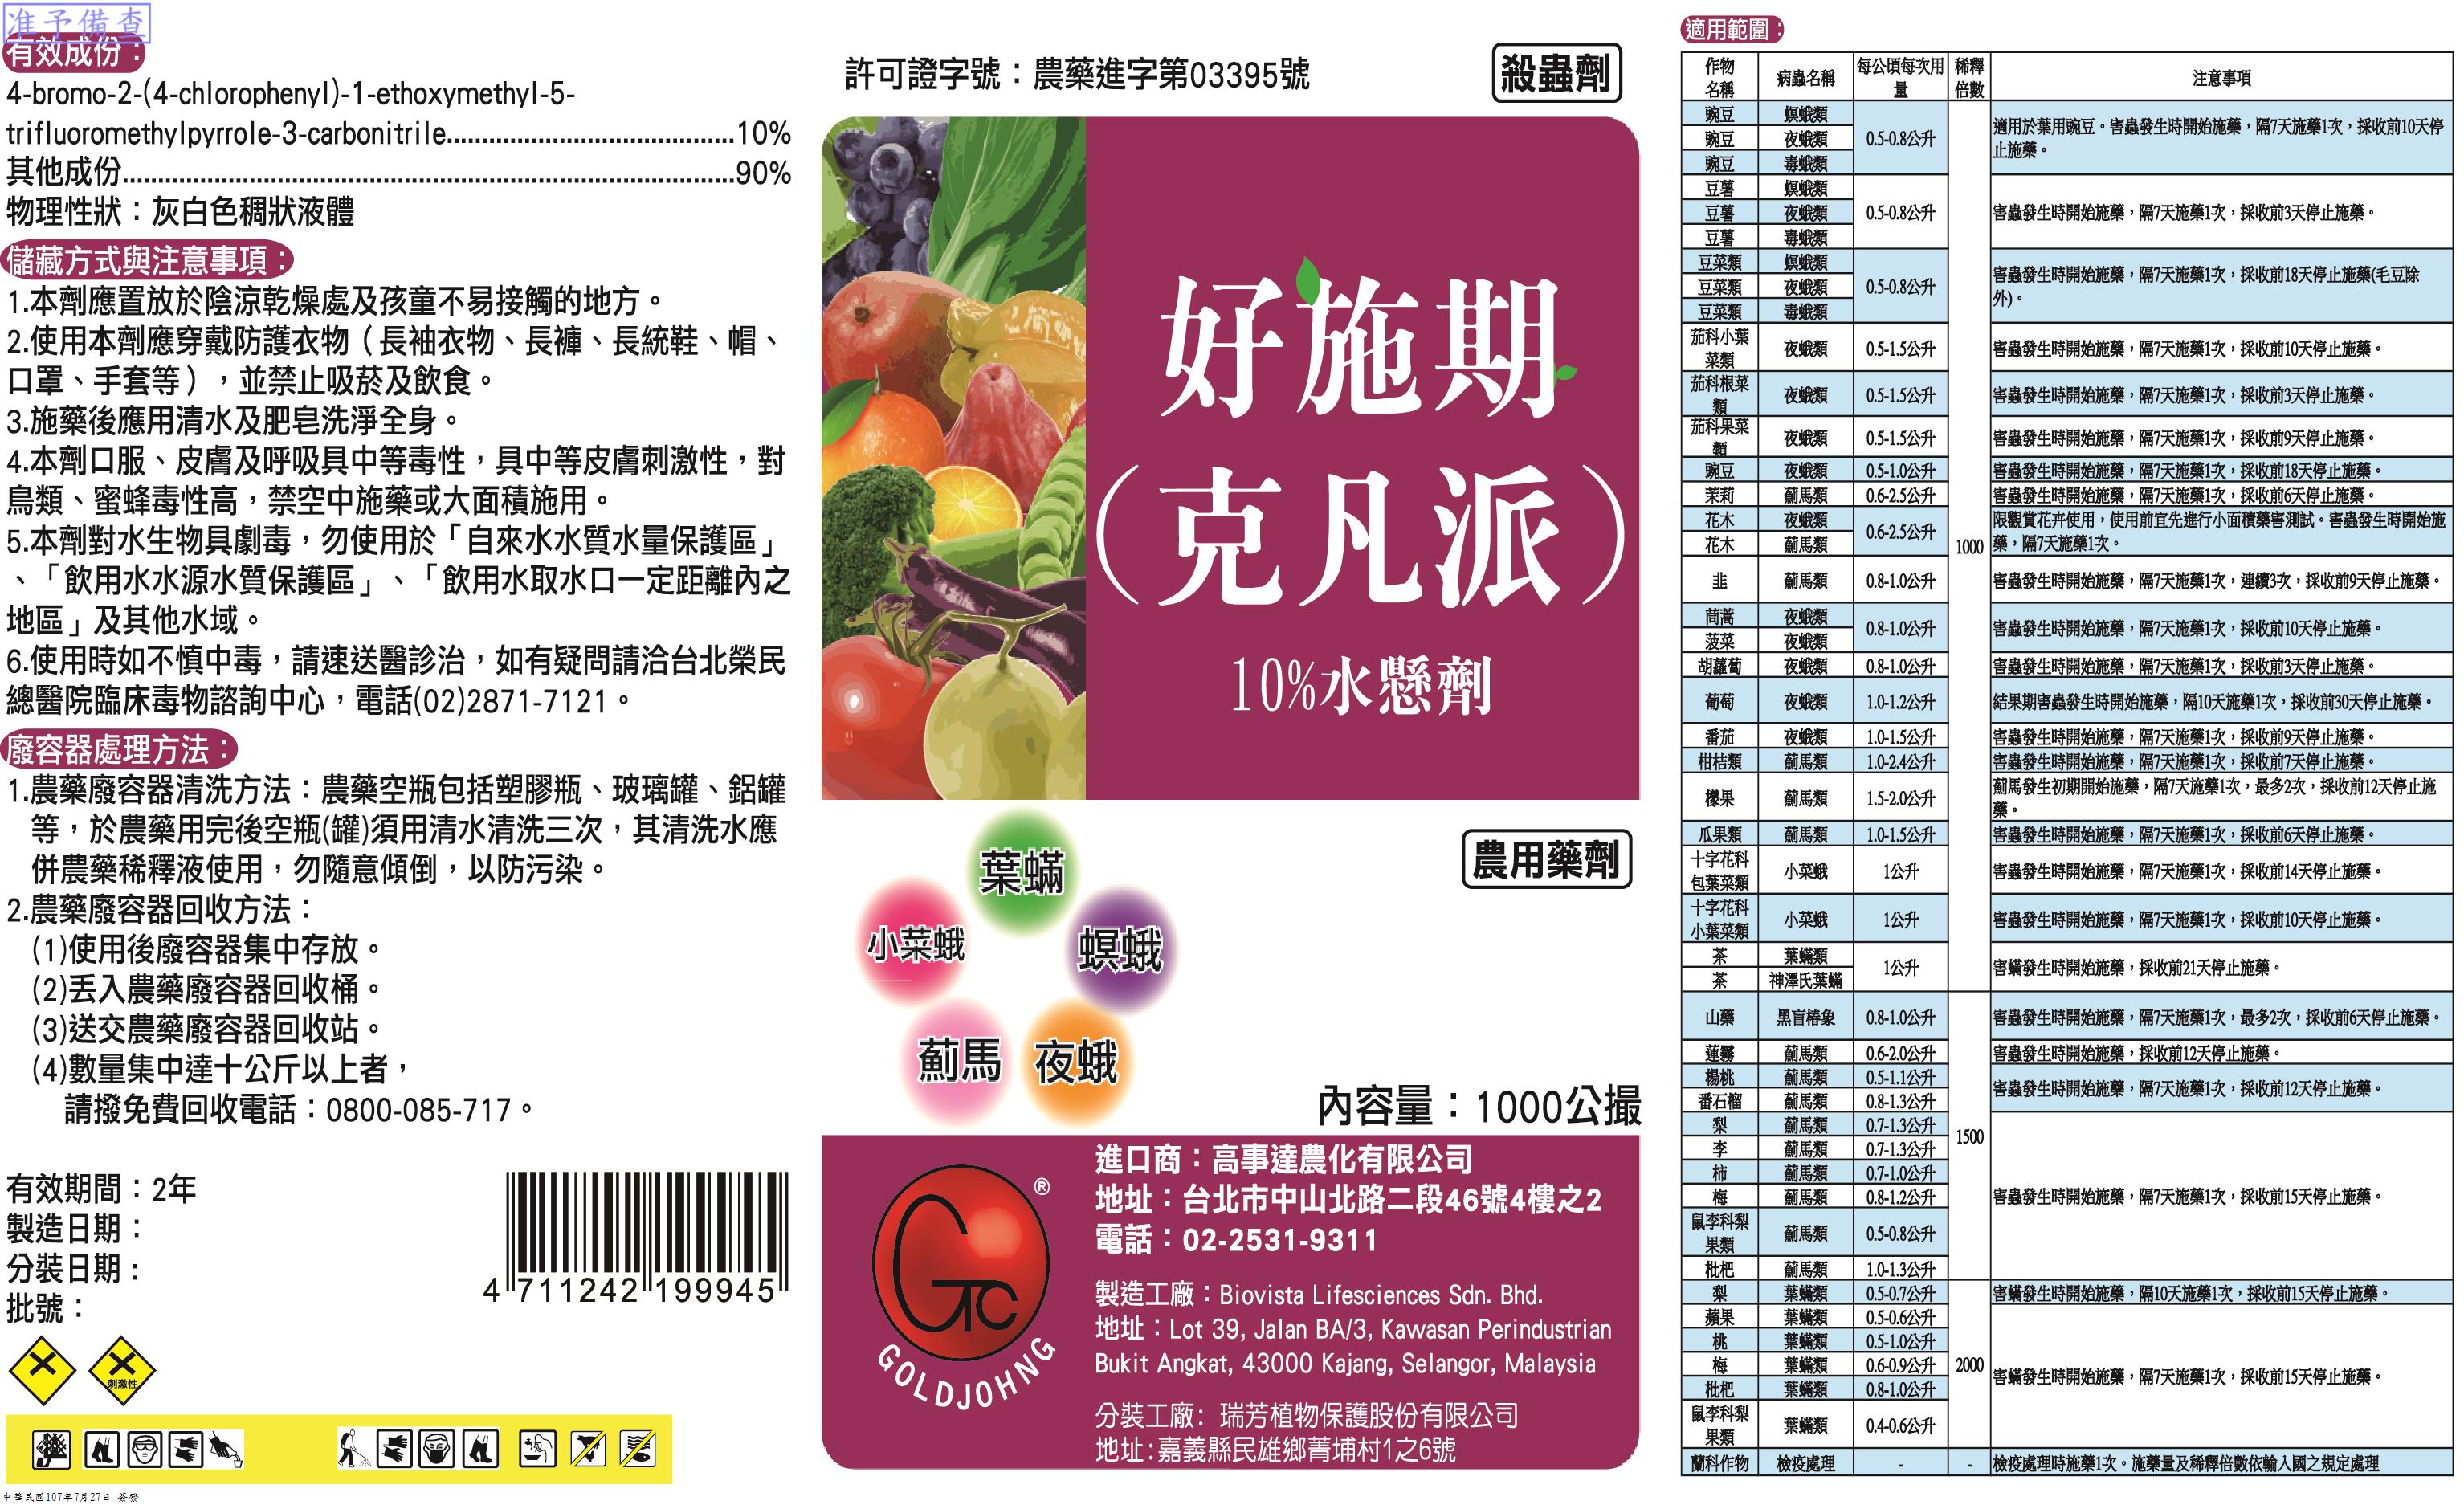 准予備查
有效成份：
4-bromo-2-(4-chlorophenyl)-1-ethoxymethyl-5-
trifluoromethylpyrrole-3-carbonitrile.........................................10%
其他成份.......................................................................................90%
物理性狀：灰白色稠狀液體
儲藏方式與注意事項：
1.本劑應置放於陰涼乾燥處及孩童不易接觸的地方。
2.使用本劑應穿戴防護衣物（長袖衣物、長褲、長統鞋、帽、
口罩、手套等），並禁止吸菸及飲食。
3.施藥後應用清水及肥皂洗淨全身。
4.本劑口服、皮膚及呼吸具中等毒性，具中等皮膚刺激性，對
鳥類、蜜蜂毒性高，禁空中施藥或大面積施用。
5.本劑對水生物具劇毒，勿使用於「自來水水質水量保護區」
、「飲用水水源水質保護區」、「飲用水取水口一定距離內之
地區」及其他水域。
6.使用時如不慎中毒，請速送醫診治，如有疑問請洽台北榮民
總醫院臨床毒物諮詢中心，電話(02)2871-7121。
廢容器處理方法：
1.農藥廢容器清洗方法：農藥空瓶包括塑膠瓶、玻璃罐、鋁罐
等，於農藥用完後空瓶(罐)須用清水清洗三次，其清洗水應
併農藥稀釋液使用，勿隨意傾倒，以防污染。
2.農藥廢容器回收方法：
(1)使用後廢容器集中存放。
(2)丟入農藥廢容器回收桶。
(3)送交農藥廢容器回收站。
(4)數量集中達十公斤以上者，
請撥免費回收電話：0800-085-717。
有效期間：2年
製造日期：
分裝日期：
批號：
4 711242 199945
刺激性
中華民國107年7月27日 簽發
許可證字號：農藥進字第03395號
殺蟲劑
好施期
（克凡派）
10%水懸劑
農用藥劑
葉蟎
小菜蛾
螟蛾
薊馬
夜蛾
內容量：1000公撮
進口商：高事達農化有限公司
地址：台北市中山北路二段46號4樓之2
電話：02-2531-9311
製造工廠：Biovista Lifesciences Sdn. Bhd.
地址：Lot 39, Jalan BA/3, Kawasan Perindustrian
Bukit Angkat, 43000 Kajang, Selangor, Malaysia
分裝工廠: 瑞芳植物保護股份有限公司
地址:嘉義縣民雄鄉菁埔村1之6號
GTC
®
GOLDJOHNG
適用範圍：
作物名稱 病蟲名稱 每公頃每次用量 稀釋倍數 注意事項
豌豆 螟蛾類 0.5-0.8公升 1000 適用於葉用豌豆。害蟲發生時開始施藥，隔7天施藥1次，採收前10天停止施藥。
豌豆 夜蛾類
豌豆 毒蛾類
豆薯 螟蛾類 0.5-0.8公升 害蟲發生時開始施藥，隔7天施藥1次，採收前3天停止施藥。
豆薯 夜蛾類
豆薯 毒蛾類
豆菜類 螟蛾類 0.5-0.8公升 害蟲發生時開始施藥，隔7天施藥1次，採收前18天停止施藥(毛豆除外)。
豆菜類 夜蛾類
豆菜類 毒蛾類
茄科小葉菜類 夜蛾類 0.5-1.5公升 害蟲發生時開始施藥，隔7天施藥1次，採收前10天停止施藥。
茄科根菜類 夜蛾類 0.5-1.5公升 害蟲發生時開始施藥，隔7天施藥1次，採收前3天停止施藥。
茄科果菜類 夜蛾類 0.5-1.5公升 害蟲發生時開始施藥，隔7天施藥1次，採收前9天停止施藥。
豌豆 夜蛾類 0.5-1.0公升 害蟲發生時開始施藥，隔7天施藥1次，採收前18天停止施藥。
茉莉 薊馬類 0.6-2.5公升 害蟲發生時開始施藥，隔7天施藥1次，採收前6天停止施藥。
花木 夜蛾類 0.6-2.5公升 限觀賞花卉使用，使用前宜先進行小面積藥害測試。害蟲發生時開始施藥，隔7天施藥1次。
花木 薊馬類
韭 薊馬類 0.8-1.0公升 害蟲發生時開始施藥，隔7天施藥1次，連續3次，採收前9天停止施藥。
茼蒿 夜蛾類 0.8-1.0公升 害蟲發生時開始施藥，隔7天施藥1次，採收前10天停止施藥。
菠菜 夜蛾類
胡蘿蔔 夜蛾類 0.8-1.0公升 害蟲發生時開始施藥，隔7天施藥1次，採收前3天停止施藥。
葡萄 夜蛾類 1.0-1.2公升 結果期害蟲發生時開始施藥，隔10天施藥1次，採收前30天停止施藥。
番茄 夜蛾類 1.0-1.5公升 害蟲發生時開始施藥，隔7天施藥1次，採收前9天停止施藥。
柑桔類 薊馬類 1.0-2.4公升 害蟲發生時開始施藥，隔7天施藥1次，採收前7天停止施藥。
檬果 薊馬類 1.5-2.0公升 薊馬發生初期開始施藥，隔7天施藥1次，最多2次，採收前12天停止施藥。
瓜果類 薊馬類 1.0-1.5公升 害蟲發生時開始施藥，隔7天施藥1次，採收前6天停止施藥。
十字花科包葉菜類 小菜蛾 1公升 害蟲發生時開始施藥，隔7天施藥1次，採收前14天停止施藥。
十字花科小葉菜類 小菜蛾 1公升 害蟲發生時開始施藥，隔7天施藥1次，採收前10天停止施藥。
茶 葉蟎類 1公升 害蟎發生時開始施藥，採收前21天停止施藥。
茶 神澤氏葉蟎
山藥 黑盲椿象 0.8-1.0公升 1500 害蟲發生時開始施藥，隔7天施藥1次，最多2次，採收前6天停止施藥。
蓮霧 薊馬類 0.6-2.0公升 害蟲發生時開始施藥，採收前12天停止施藥。
楊桃 薊馬類 0.5-1.1公升 害蟲發生時開始施藥，隔7天施藥1次，採收前12天停止施藥。
番石榴 薊馬類 0.8-1.3公升
梨 薊馬類 0.7-1.3公升 害蟲發生時開始施藥，隔7天施藥1次，採收前15天停止施藥。
李 薊馬類 0.7-1.3公升
柿 薊馬類 0.7-1.0公升
梅 薊馬類 0.8-1.2公升
鼠李科梨果類 薊馬類 0.5-0.8公升
枇杷 薊馬類 1.0-1.3公升
梨 葉蟎類 0.5-0.7公升 2000 害蟎發生時開始施藥，隔10天施藥1次，採收前15天停止施藥。
蘋果 葉蟎類 0.5-0.6公升 害蟎發生時開始施藥，隔7天施藥1次，採收前15天停止施藥。
桃 葉蟎類 0.5-1.0公升
梅 葉蟎類 0.6-0.9公升
枇杷 葉蟎類 0.8-1.0公升
鼠李科梨果類 葉蟎類 0.4-0.6公升
蘭科作物 檢疫處理 - - 檢疫處理時施藥1次。施藥量及稀釋倍數依輸入國之規定處理